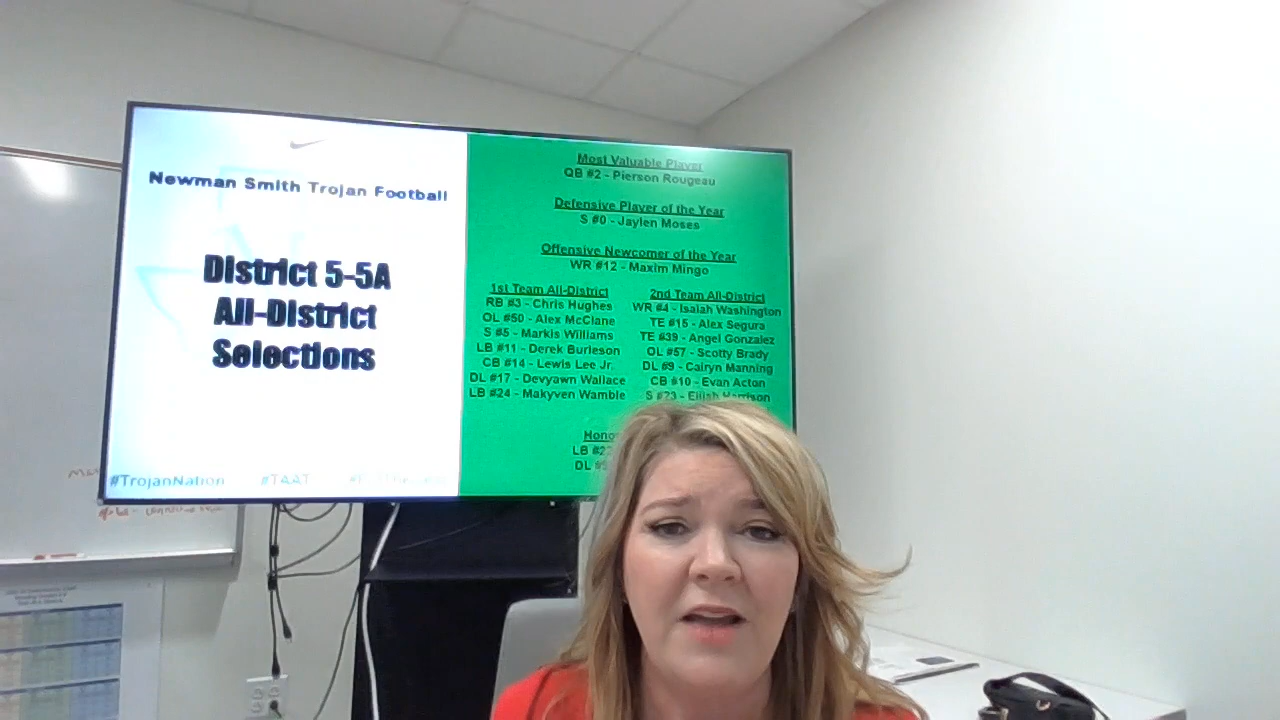 Newman Smith Trojan Football
District 5-5A
All-District
Selections
#TrojanNation #TAAT
Most Valuable Player
QB #2 - Pierson Rougeau
Defensive Player of the Year
S #0 - Jaylen Moses
Offensive Newcomer of the Year
WR #12 - Maxim Mingo
1st Team All-District
RB #3 - Chris Hughes
OL #50 - Alex McClane
S #5 - Markis Williams
LB #11 - Derek Burleson
CB #14 - Lewis Lee Jr.
DL #17 - Devyawn Wallace
LB #24 - Makyven Wamble
2nd Team All-District
WR #4 - Isaiah Washington
TE #15 - Alex Segura
TE #39 - Angel Gonzalez
OL #57 - Scotty Brady
DL #9 - Cairyn Manning
CB #10 - Evan Acton
S #23 - Elijah Harrison
LB
DL